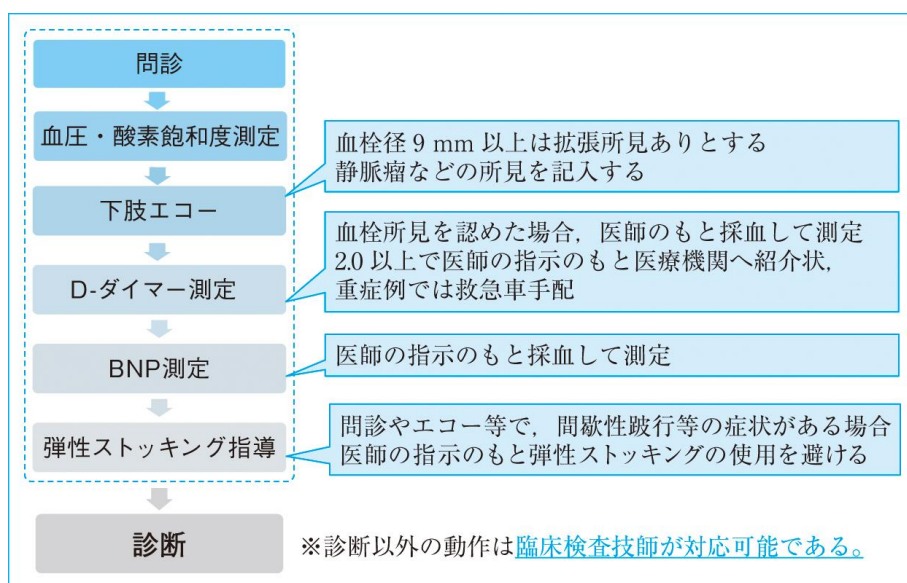 問診
血圧・酸素飽和度測定
血栓径 9 mm 以上は拡張所見ありとする
静脈瘤などの所見を記入する
下肢エコー
血栓所見を認めた場合，医師のもと採血して測定
2.0 以上で医師の指示のもと医療機関へ紹介状，
重症例では救急車手配
D-ダイマー測定
医師の指示のもと採血して測定
BNP測定
問診やエコー等で，間歇性跛行等の症状がある場合
医師の指示のもと弾性ストッキングの使用を避ける
弾性ストッキング指導
診断
※診断以外の動作は臨床検査技師が対応可能である。